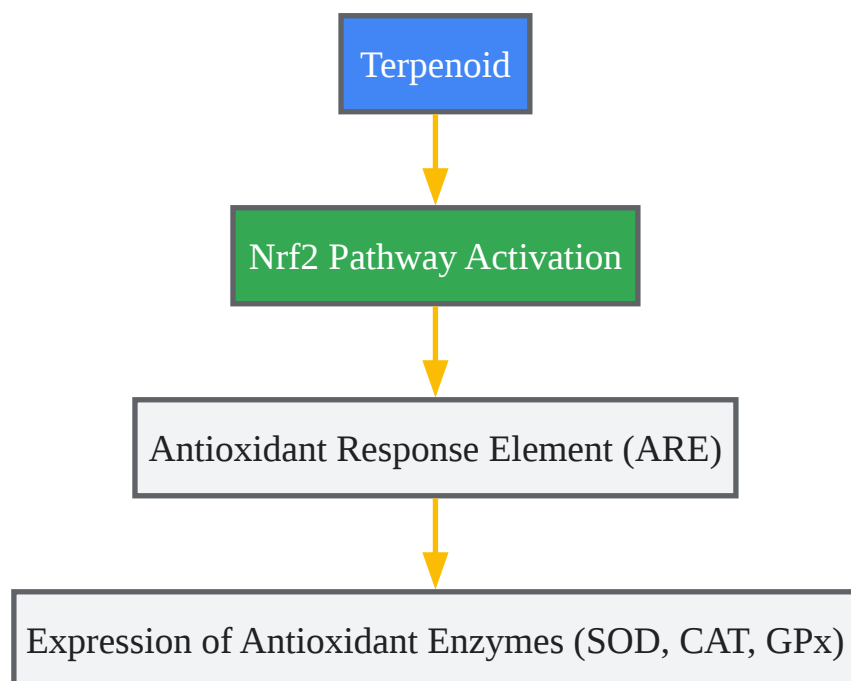 Terpenoid
Nrf2 Pathway Activation
Antioxidant Response Element (ARE)
Expression of Antioxidant Enzymes (SOD, CAT, GPx)